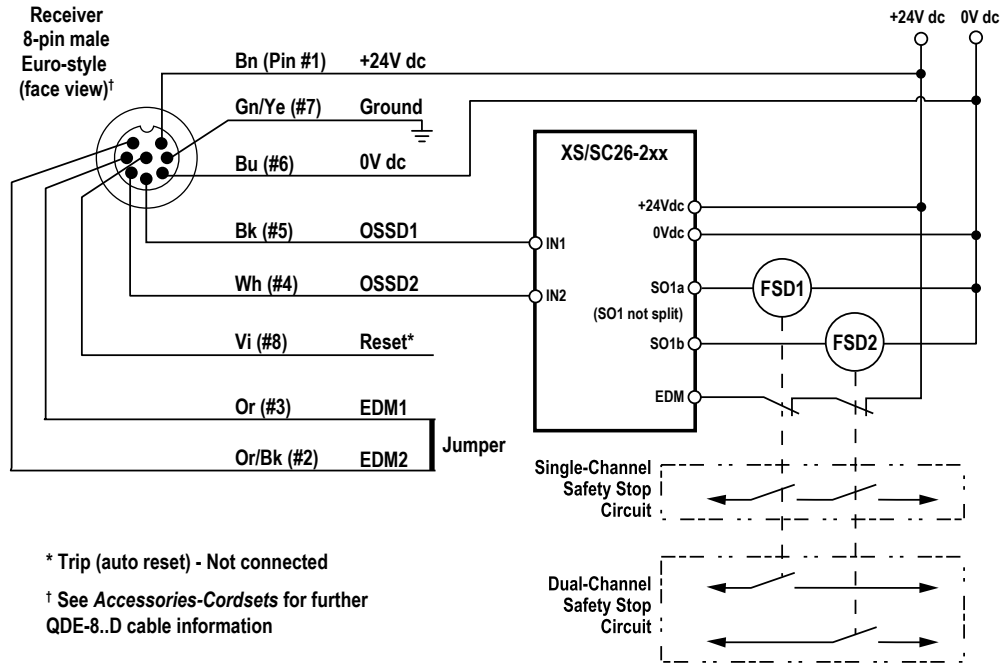 Receiver
8-pin male
Euro-style
(face view)†
+24V dc 0V dc
Bn (Pin #1) +24V dc
Gn/Ye (#7) Ground
Bu (#6) 0V dc
Bk (#5) OSSD1
Wh (#4) OSSD2
Vi (#8) Reset*
Or (#3) EDM1
Or/Bk (#2) EDM2
Jumper
XS/SC26-2xx
+24Vdc
0Vdc
IN1
IN2
SO1a
(SO1 not split)
SO1b
EDM
FSD1
FSD2
Single-Channel
Safety Stop
Circuit
Dual-Channel
Safety Stop
Circuit
* Trip (auto reset) - Not connected
† See Accessories-Cordsets for further
QDE-8..D cable information